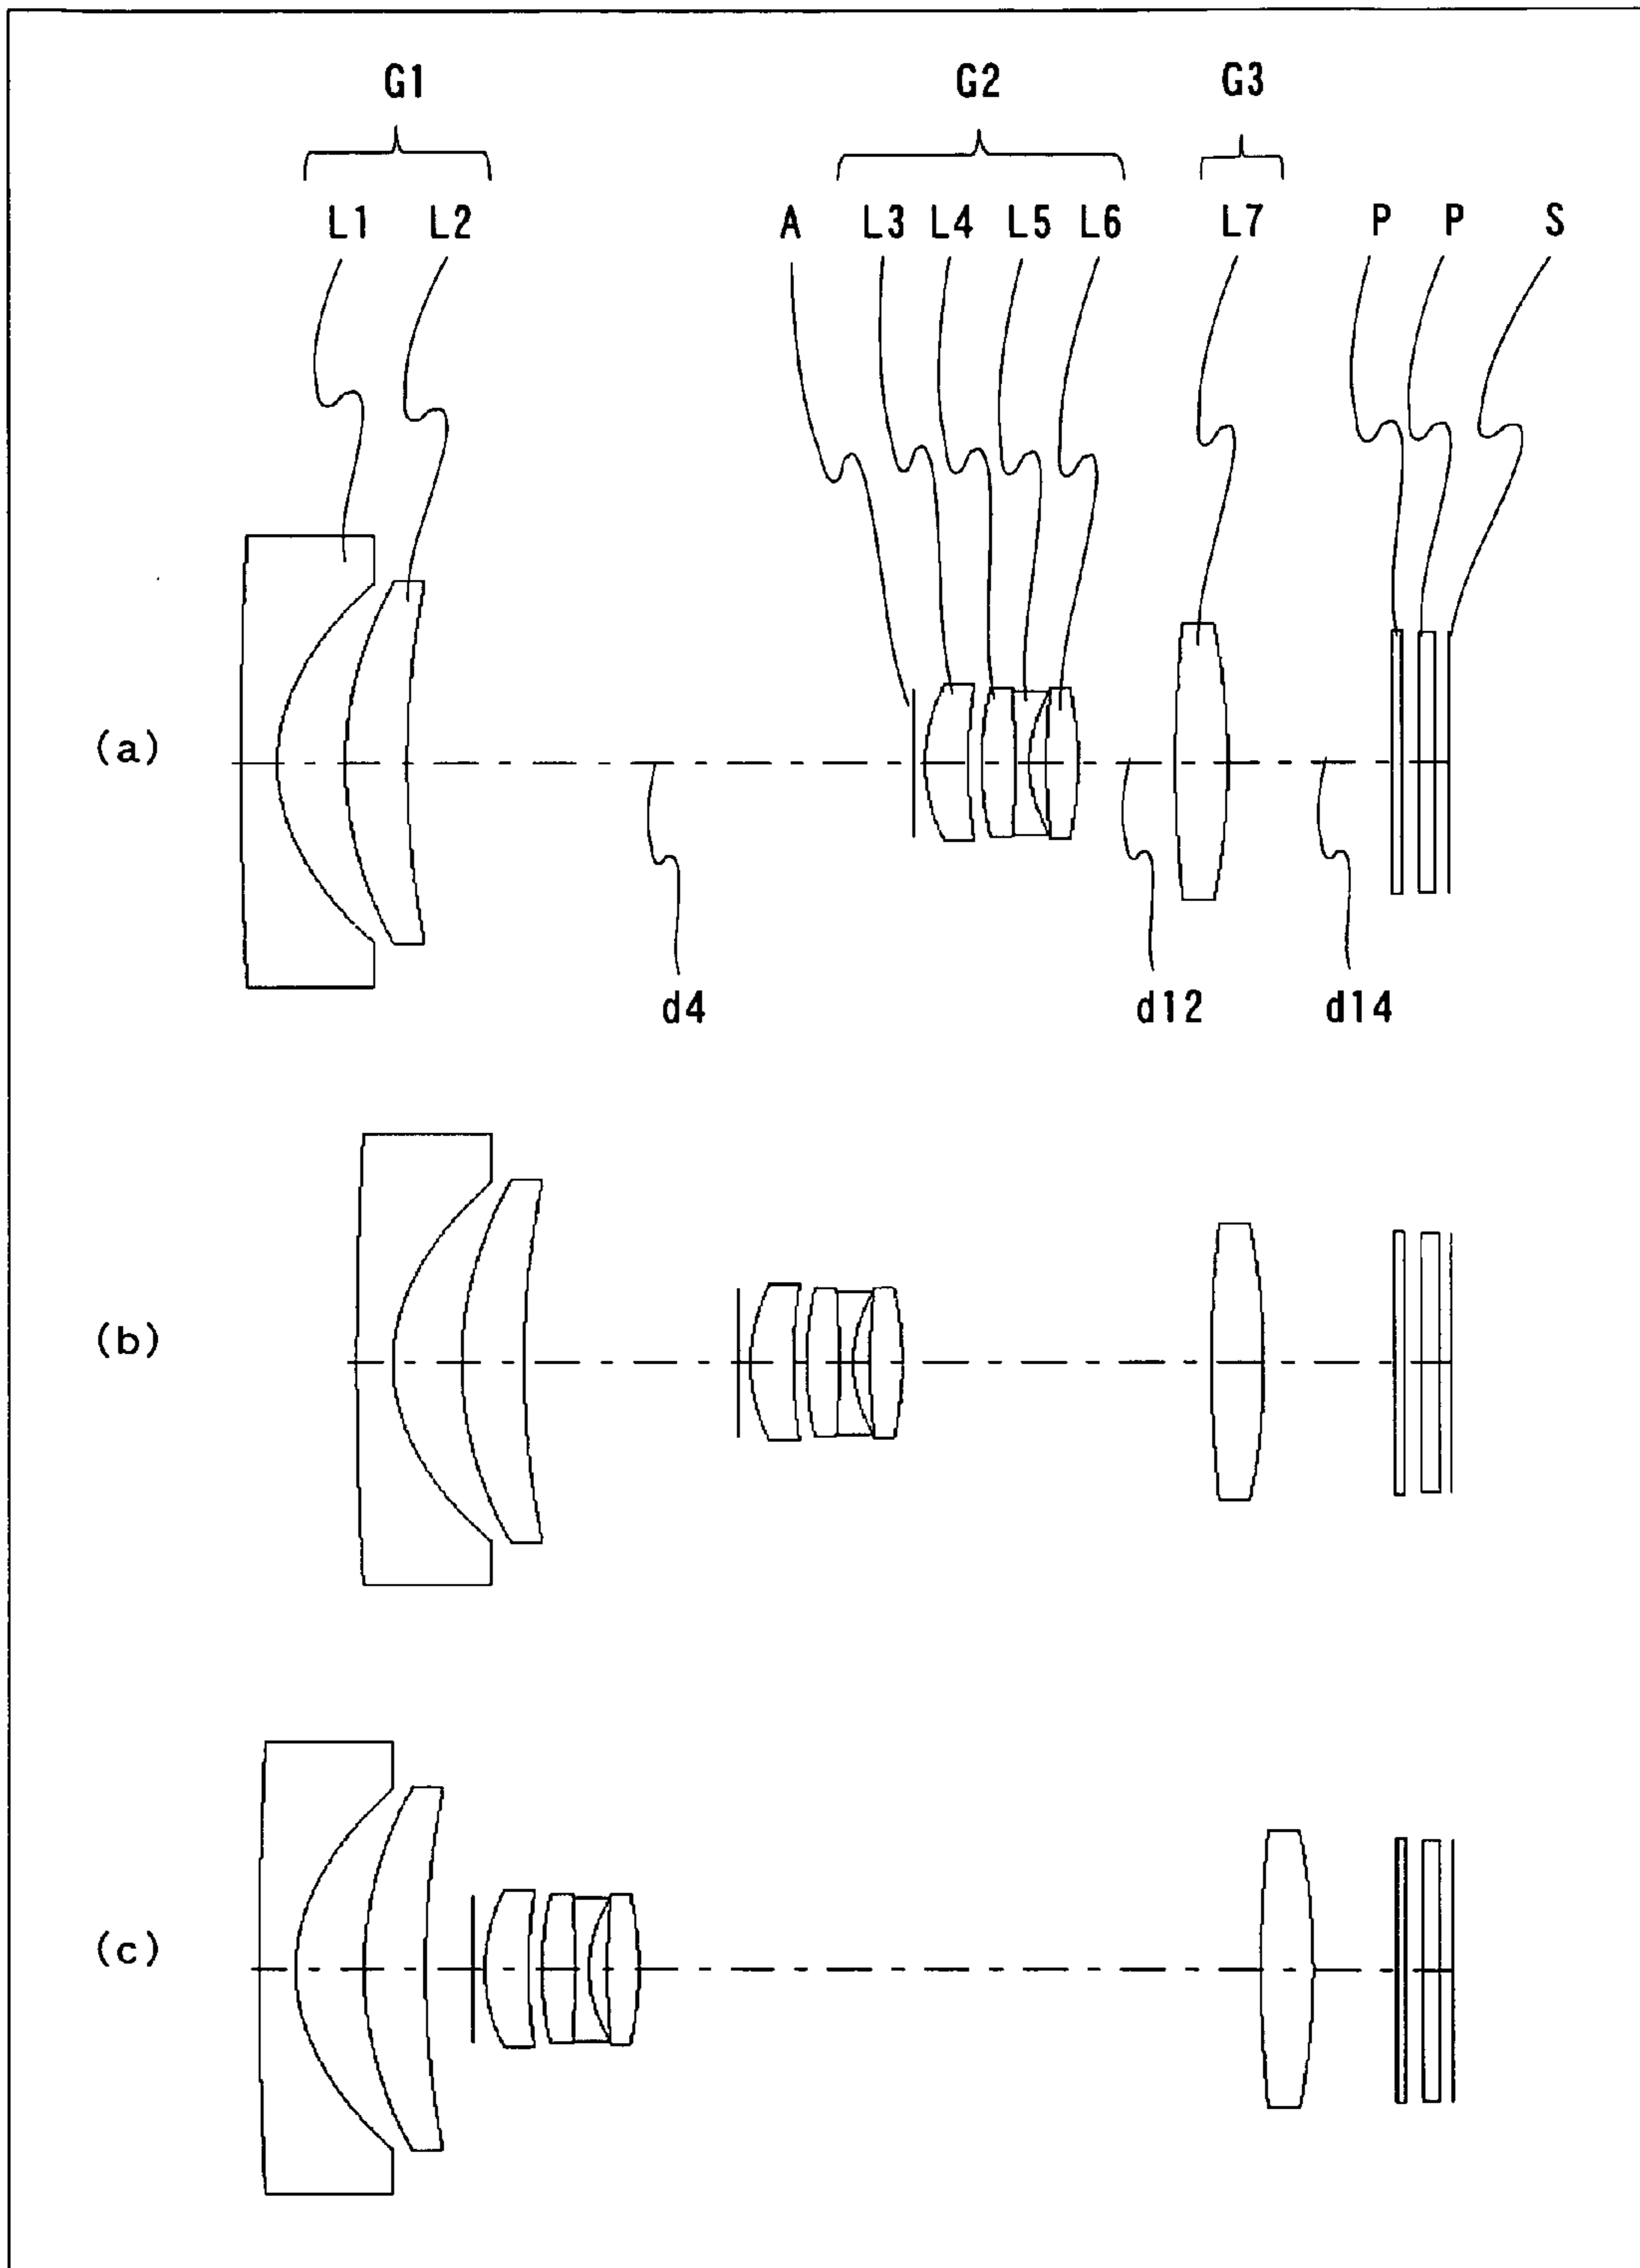 G1 G2 G3
L1 L2 A L3 L4 L5 L6 L7 P P S
(a)
d4 d12 d14
(b)
(c)